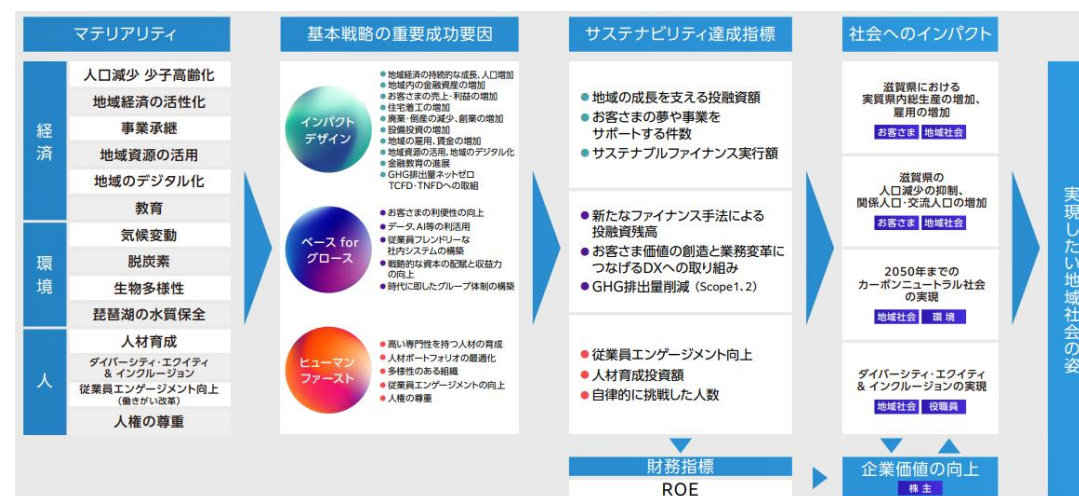 マテリアリティ
経済
人口減少 少子高齢化
地域経済の活性化
事業承継
地域資源の活用
地域のデジタル化
教育
環境
気候変動
脱炭素
生物多様性
琵琶湖の水質保全
人
人材育成
ダイバーシティ・エクイティ
& インクルージョン
従業員エンゲージメント向上
(働きがい改革)
人権の尊重
基本戦略の重要成功要因
インパクト
デザイン
●地域経済の持続的な成長、人口増加
●地域内の金融資産の増加
●お客さまの売上・利益の増加
●住宅着工の増加
●廃業・倒産の減少、創業の増加
●設備投資の増加
●地域の雇用、賃金の増加
●地域資源の活用、地域のデジタル化
●金融教育の進展
●GHG排出量ネットゼロ
TCFD・TNFDへの取組
ベース for
グロース
●お客さまの利便性の向上
●データ、AI等の利活用
●従業員フレンドリーな
社内システムの構築
●戦略的な資本の配賦と収益力
の向上
●時代に即したグループ体制の構築
ヒューマン
ファースト
●高い専門性を持つ人材の育成
●人材ポートフォリオの最適化
●多様性のある組織
●従業員エンゲージメントの向上
●人権の尊重
サステナビリティ達成指標
●地域の成長を支える投融資額
●お客さまの夢や事業を
サポートする件数
●サステナブルファイナンス実行額
●新たなファイナンス手法による
投融資残高
●お客さま価値の創造と業務変革に
つなげるDXへの取り組み
●GHG排出量削減(Scope1、2)
●従業員エンゲージメント向上
●人材育成投資額
●自律的に挑戦した人数
財務指標
ROE
社会へのインパクト
滋賀県における
実質県内総生産の増加、
雇用の増加
お客さま 地域社会
滋賀県の
人口減少の抑制、
関係人口・交流人口の増加
お客さま 地域社会
2050年までの
カーボンニュートラル社会
の実現
地域社会 環境
ダイバーシティ・エクイティ
& インクルージョンの実現
地域社会 役職員
企業価値の向上
株主
実現したい地域社会の姿